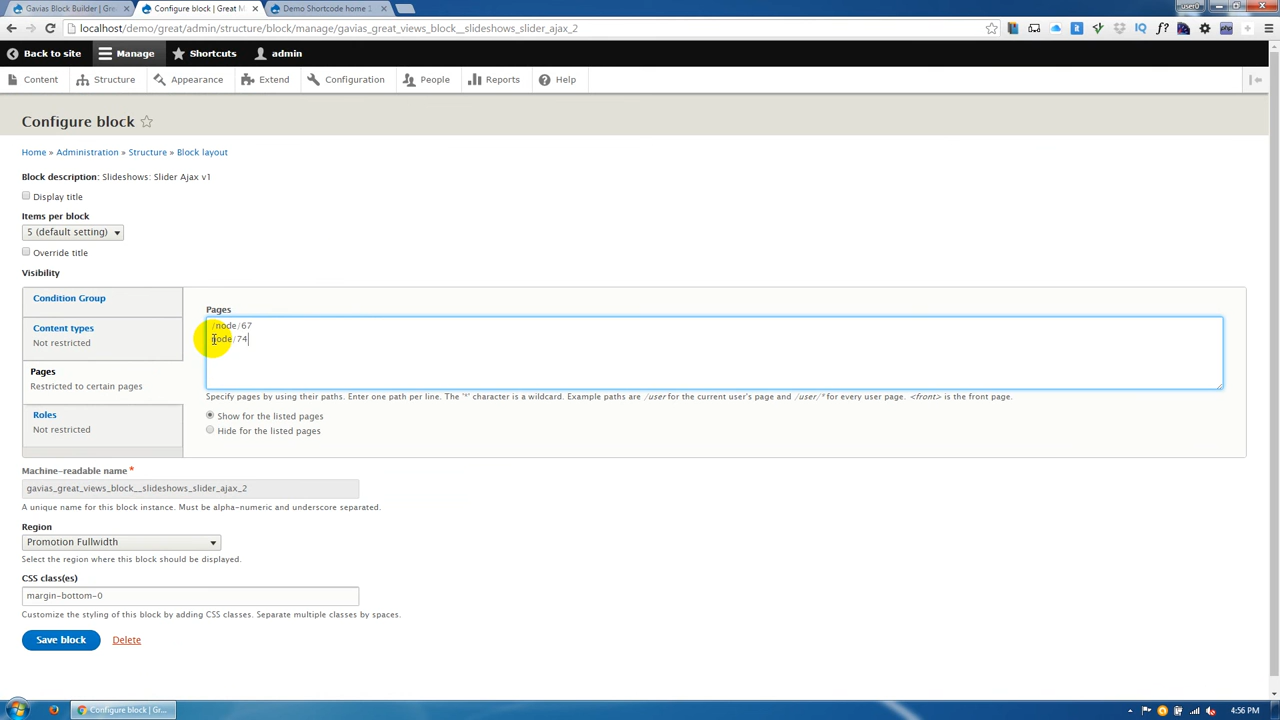 Gavias Block Builder | Gr
Configure block | Great M
Demo Shortcode home 1
user0
localhost/demo/great/admin/structure/block/manage/gavias_great_views_block__slideshows_slider_ajax_2
Back to site
Manage
Shortcuts
admin
Content
Structure
Appearance
Extend
Configuration
People
Reports
Help
Configure block
Home » Administration » Structure » Block layout
Block description: Slideshows: Slider Ajax v1
Display title
Items per block
5 (default setting)
Override title
Visibility
Condition Group
Content types
Not restricted
Pages
Restricted to certain pages
Roles
Not restricted
Pages
/node/67
node/74
Specify pages by using their paths. Enter one path per line. The '*' character is a wildcard. Example paths are /user for the current user's page and /user/* for every user page. <front> is the front page.
Show for the listed pages
Hide for the listed pages
Machine-readable name *
gavias_great_views_block__slideshows_slider_ajax_2
A unique name for this block instance. Must be alpha-numeric and underscore separated.
Region
Promotion Fullwidth
Select the region where this block should be displayed.
CSS class(es)
margin-bottom-0
Customize the styling of this block by adding CSS classes. Separate multiple classes by spaces.
Save block
Delete
Configure block | Gr...
4:56 PM